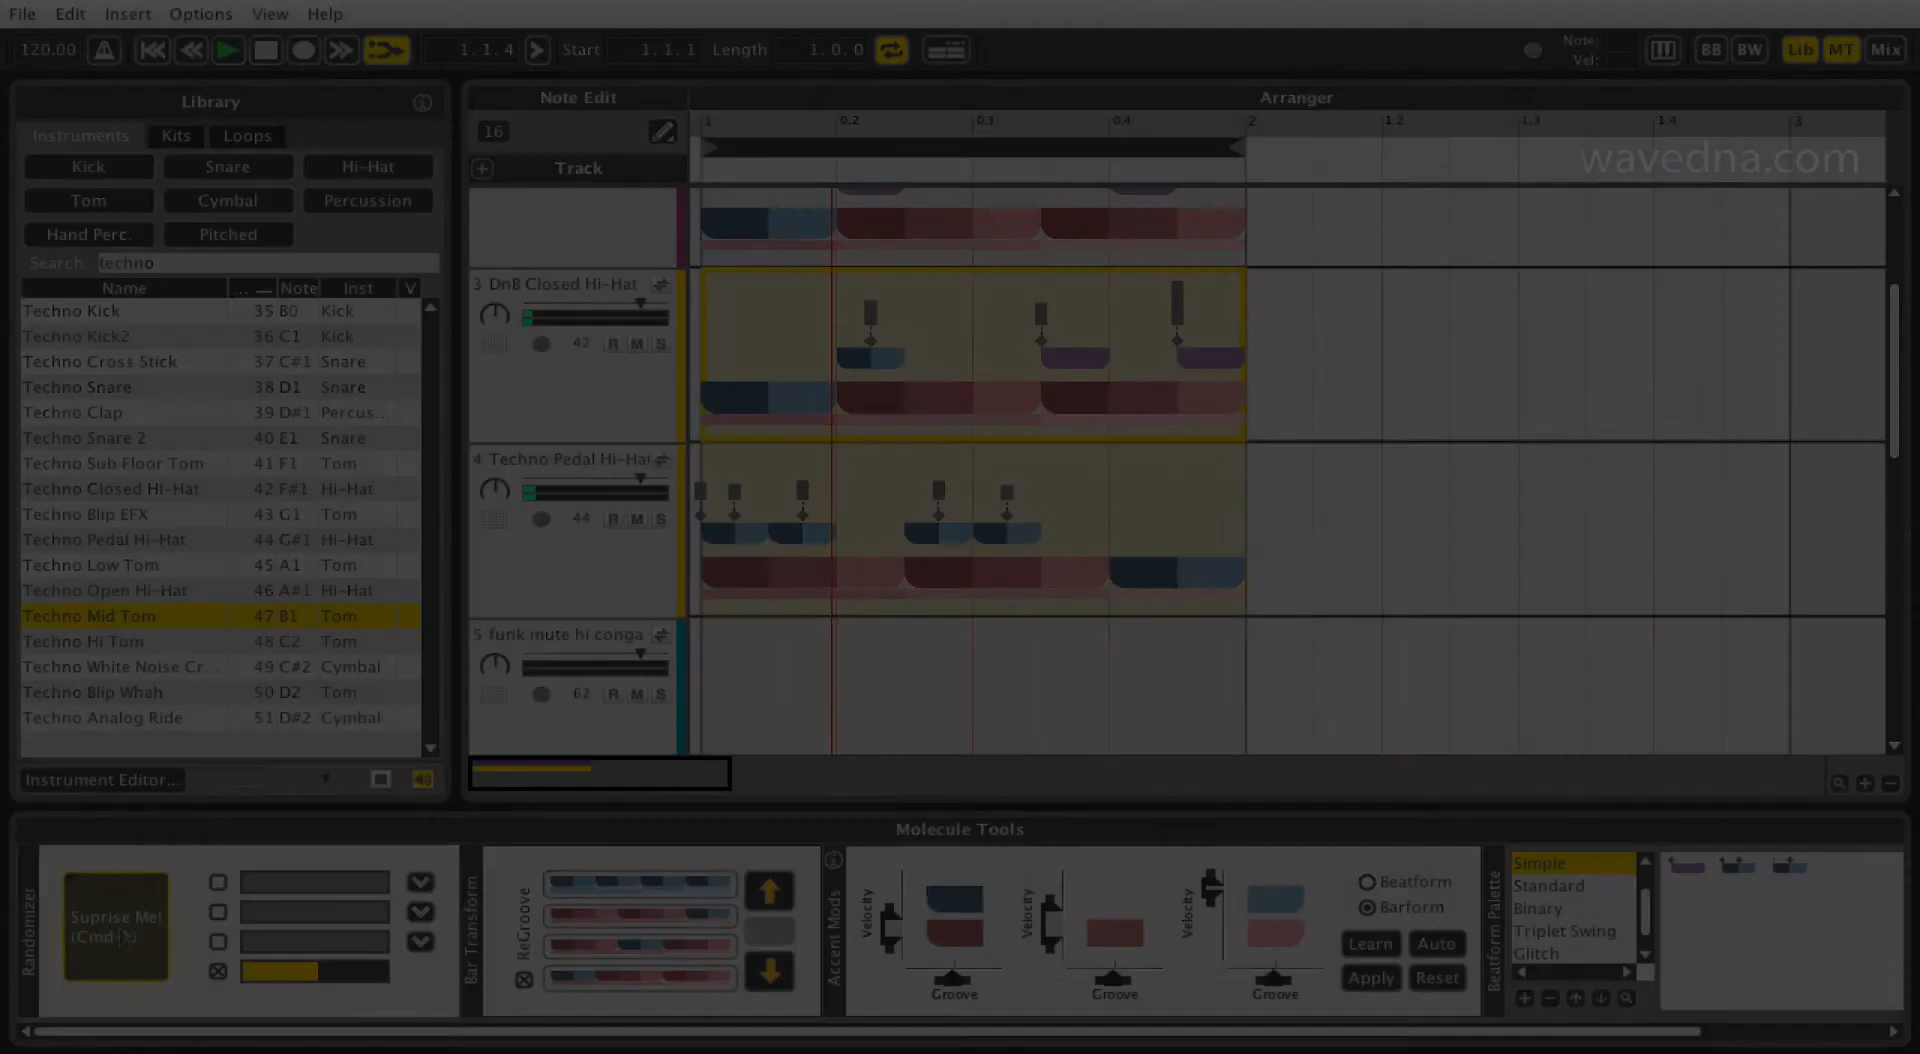 File Edit Insert Options View Help
120.00 1. 1. 4 Start 1. 1. 1 Length 1. 0. 0 Note: Vel: BB BW Lib MT Mix
Library
Instruments Kits Loops
Kick Snare Hi-Hat
Tom Cymbal Percussion
Hand Perc. Pitched
Search: techno
Name ... Note Inst V
Techno Kick 35 B0 Kick
Techno Kick2 36 C1 Kick
Techno Cross Stick 37 C#1 Snare
Techno Snare 38 D1 Snare
Techno Clap 39 D#1 Percus...
Techno Snare 2 40 E1 Snare
Techno Sub Floor Tom 41 F1 Tom
Techno Closed Hi-Hat 42 F#1 Hi-Hat
Techno Blip EFX 43 G1 Tom
Techno Pedal Hi-Hat 44 G#1 Hi-Hat
Techno Low Tom 45 A1 Tom
Techno Open Hi-Hat 46 A#1 Hi-Hat
Techno Mid Tom 47 B1 Tom
Techno Hi Tom 48 C2 Tom
Techno White Noise Cr... 49 C#2 Cymbal
Techno Blip Whah 50 D2 Tom
Techno Analog Ride 51 D#2 Cymbal
Instrument Editor...
Note Edit Arranger
16 1 0.2 0.3 0.4 2 1.2 1.3 1.4 3
Track
wavedna.com
3 DnB Closed Hi-Hat
42 R M S
4 Techno Pedal Hi-Hat
44 R M S
5 funk mute hi conga
62 R M S
Molecule Tools
Randomizer
Suprise Me!
Bar Transform
ReGroove
Accent Mods
Velocity Velocity Velocity
Groove Groove Groove
Beatform
Barform
Learn Auto
Apply Reset
Beatform Palette
Simple
Standard
Binary
Triplet Swing
Glitch